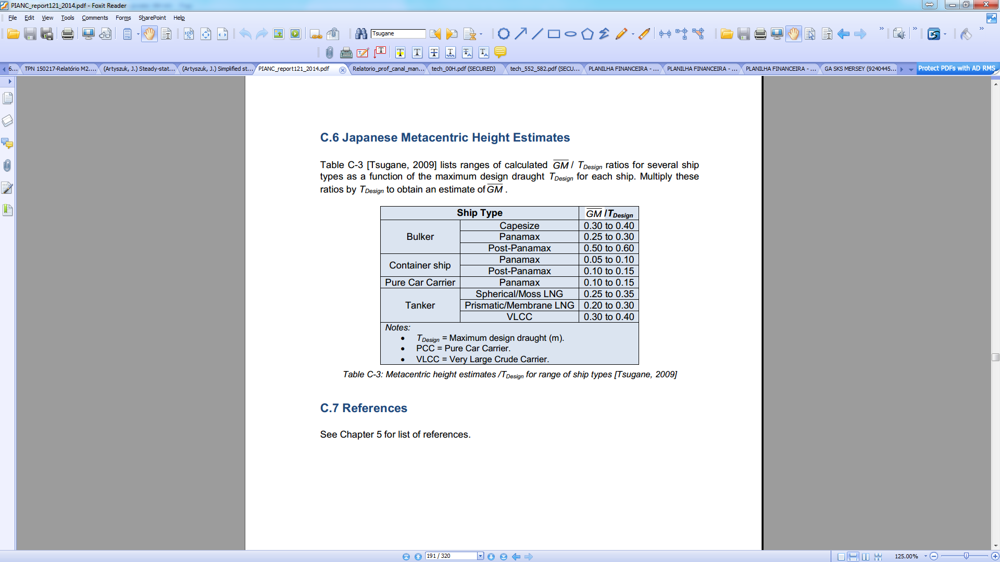 PIANC_report121_2014.pdf - Foxit Reader
File Edit View Tools Comments Forms SharePoint Help
Tsugane
6... TPN 150217-Relatório M2.... (Artyszuk, J.) Steady-stat... (Artyszuk, J.) Simplified st... PIANC_report121_2014.pdf Relatorio_prof_canal_man... tech_00H.pdf (SECURED) tech_552_582.pdf (SECU... PLANILHA FINANCEIRA - ... PLANILHA FINANCEIRA - ... PLANILHA FINANCEIRA - ... GA SKS MERSEY (9240445... Protect PDFs with AD RMS
C.6 Japanese Metacentric Height Estimates
Table C-3 [Tsugane, 2009] lists ranges of calculated GM / TDesign ratios for several ship
types as a function of the maximum design draught TDesign for each ship. Multiply these
ratios by TDesign to obtain an estimate of GM .
Ship Type GM /TDesign
Bulker Capesize 0.30 to 0.40
Panamax 0.25 to 0.30
Post-Panamax 0.50 to 0.60
Container ship Panamax 0.05 to 0.10
Post-Panamax 0.10 to 0.15
Pure Car Carrier Panamax 0.10 to 0.15
Tanker Spherical/Moss LNG 0.25 to 0.35
Prismatic/Membrane LNG 0.20 to 0.30
VLCC 0.30 to 0.40
Notes:
• TDesign = Maximum design draught (m).
• PCC = Pure Car Carrier.
• VLCC = Very Large Crude Carrier.
Table C-3: Metacentric height estimates /TDesign for range of ship types [Tsugane, 2009]
C.7 References
See Chapter 5 for list of references.
191 / 320
125.00%